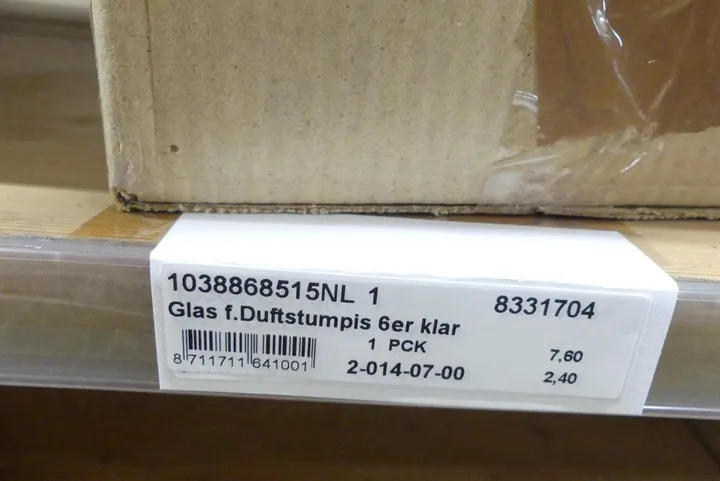 1038868515NL 1 8331704
Glas f.Duftstumpis 6er klar
1 PCK 7,60
8 711711 641001 2-014-07-00 2,40